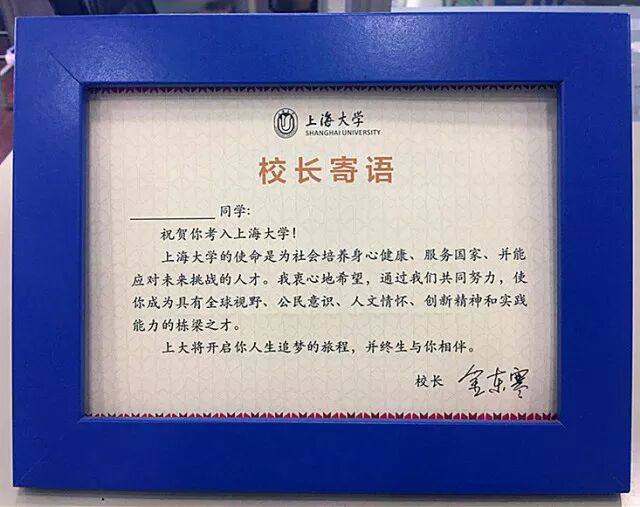 上海大学
SHANGHAI UNIVERSITY
校长寄语
__________ 同学:
祝贺你考入上海大学!
上海大学的使命是为社会培养身心健康、服务国家、并能
应对未来挑战的人才。我衷心地希望,通过我们共同努力,使
你成为具有全球视野、公民意识、人文情怀、创新精神和实践
能力的栋梁之才。
上大将开启你人生追梦的旅程,并终生与你相伴。
校长 金东寒